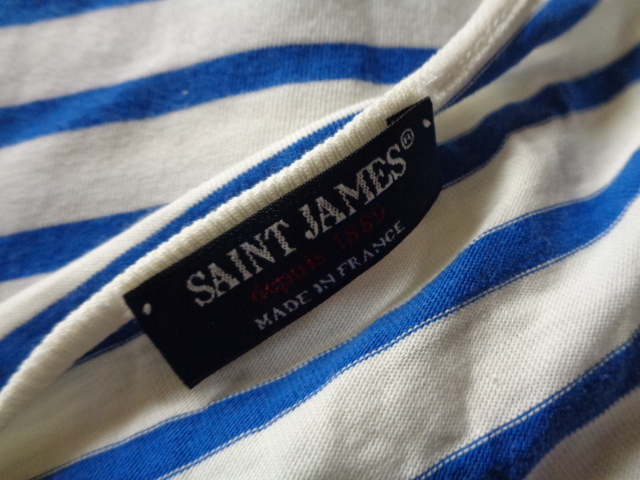 SAINT JAMES®
depuis 1889
MADE IN FRANCE